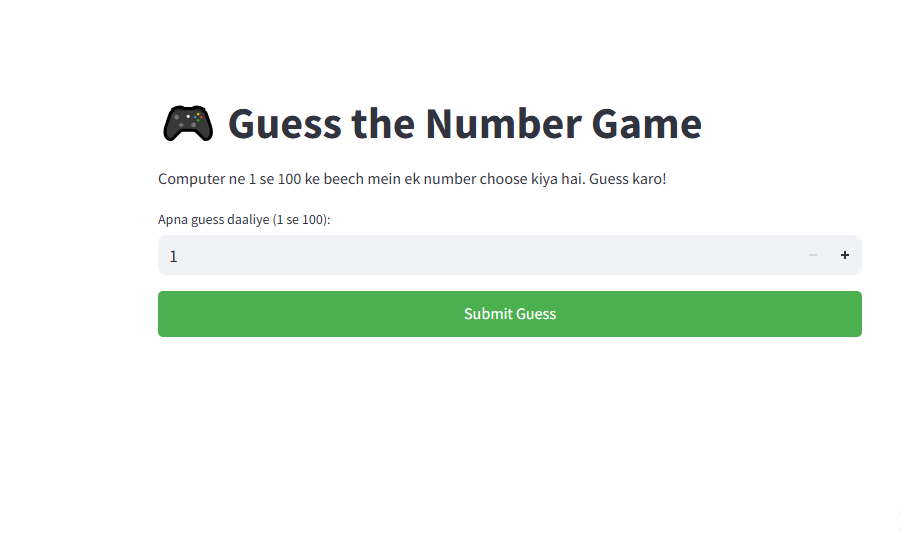 🎮 Guess the Number Game
Computer ne 1 se 100 ke beech mein ek number choose kiya hai. Guess karo!
Apna guess daaliye (1 se 100):
1
Submit Guess